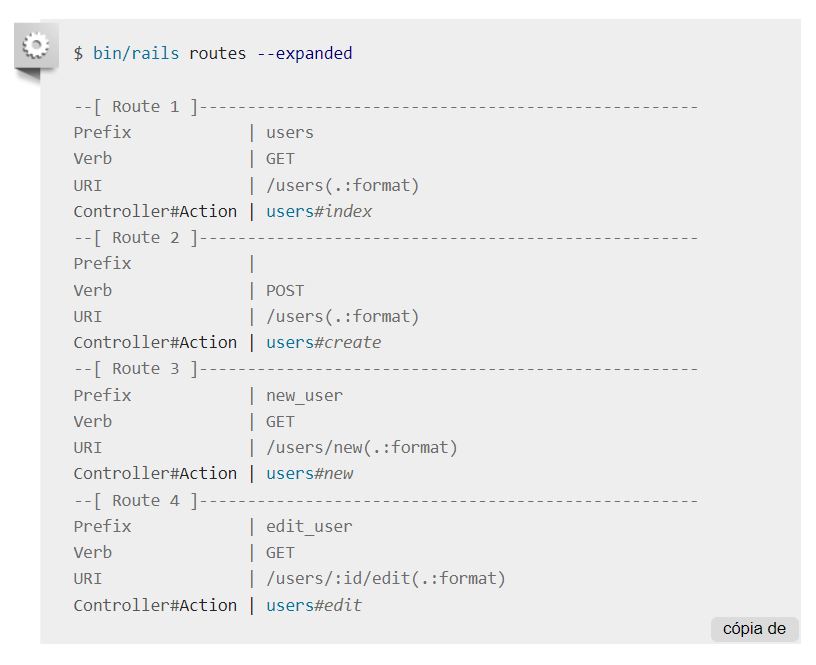 $ bin/rails routes --expanded
--[ Route 1 ]----------------------------------------------------
Prefix            | users
Verb              | GET
URI               | /users(.:format)
Controller#Action | users#index
--[ Route 2 ]----------------------------------------------------
Prefix            |
Verb              | POST
URI               | /users(.:format)
Controller#Action | users#create
--[ Route 3 ]----------------------------------------------------
Prefix            | new_user
Verb              | GET
URI               | /users/new(.:format)
Controller#Action | users#new
--[ Route 4 ]----------------------------------------------------
Prefix            | edit_user
Verb              | GET
URI               | /users/:id/edit(.:format)
Controller#Action | users#edit
cópia de